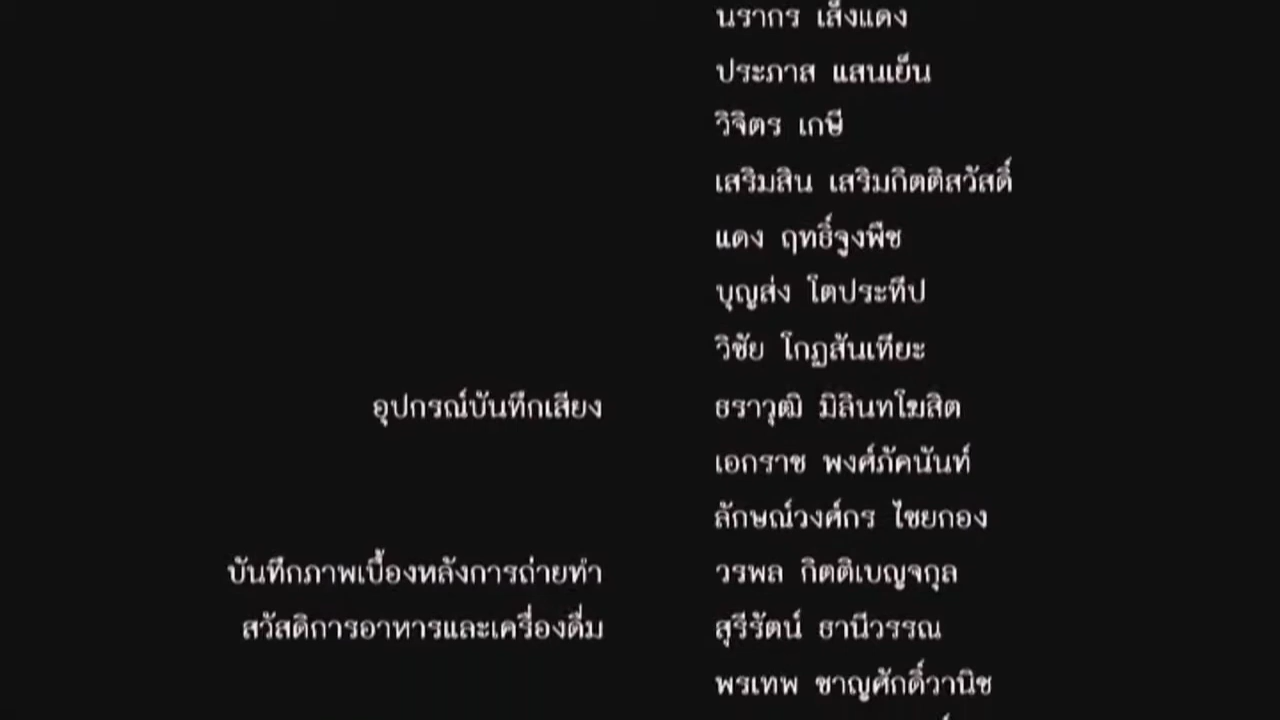 นรากร เส็งแดง
ประภาส แสนเย็น
วิจิตร เกษี
เสริมสิน เสริมกิตติสวัสดิ์
แดง ฤทธิ์จูงพืช
บุญส่ง โตประทีป
วิชัย โกฏสันเทียะ
อุปกรณ์บันทึกเสียง ธราวุฒิ มิลินทโฆสิต
เอกราช พงศ์ภัคนันท์
ลักษณ์วงศ์กร ไชยกอง
บันทึกภาพเบื้องหลังการถ่ายทำ วรพล กิตติเบญจกุล
สวัสดิการอาหารและเครื่องดื่ม สุรีรัตน์ ธานีวรรณ
พรเทพ ชาญศักดิ์วานิช